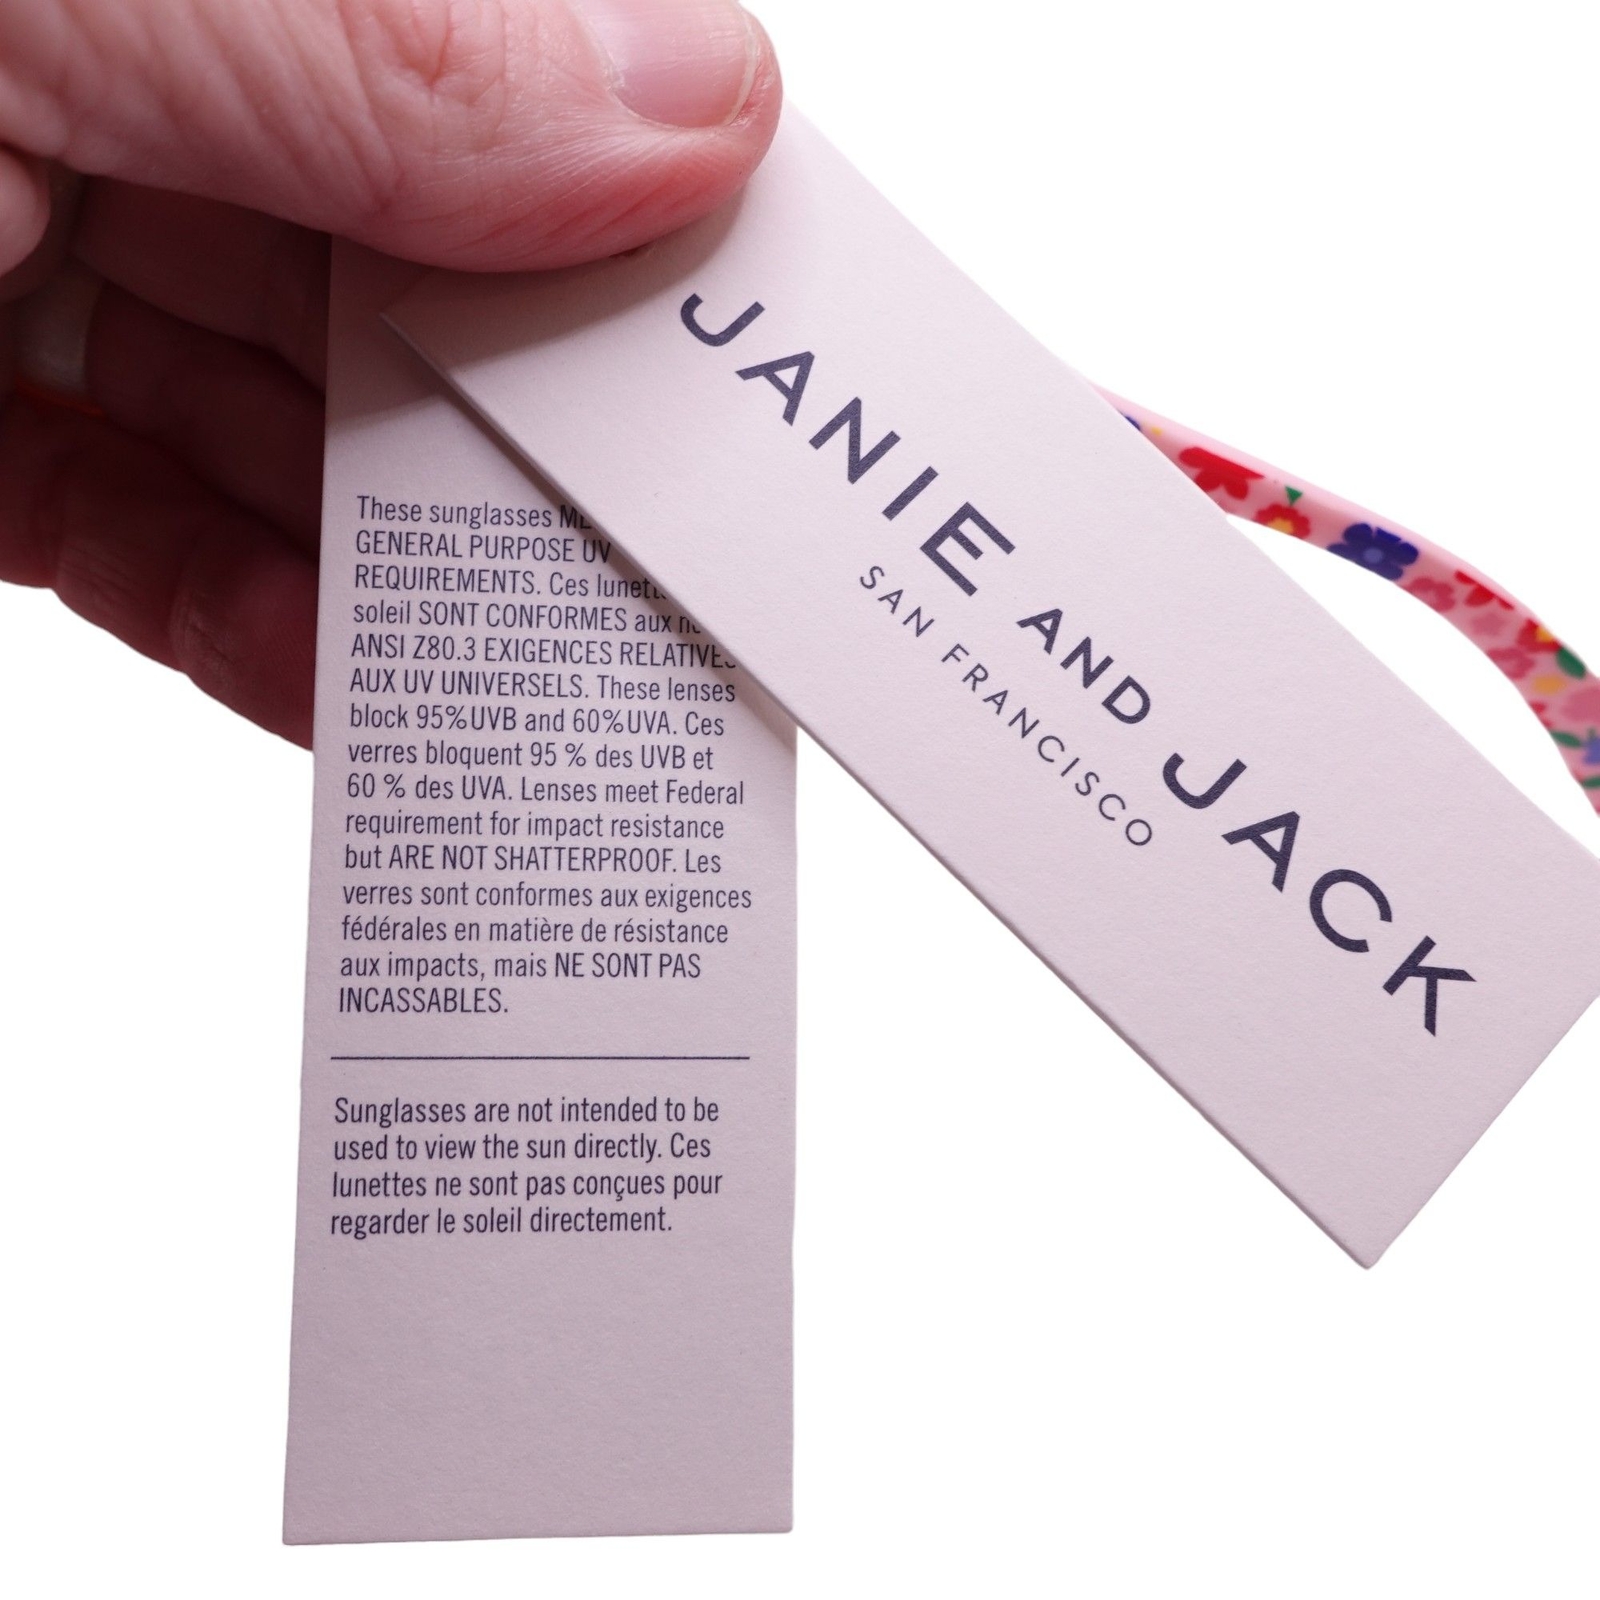 These sunglasses
GENERAL PURPOSE UV
REQUIREMENTS. Ces
soleil SONT CONFORMES aux
ANSI Z80.3 EXIGENCES RELATIVES
AUX UV UNIVERSELS. These lenses
block 95%UVB and 60%UVA. Ces
verres bloquent 95 % des UVB et
60 % des UVA. Lenses meet Federal
requirement for impact resistance
but ARE NOT SHATTERPROOF. Les
verres sont conformes aux exigences
fédérales en matière de résistance
aux impacts, mais NE SONT PAS
INCASSABLES.
Sunglasses are not intended to be
used to view the sun directly. Ces
lunettes ne sont pas conçues pour
regarder le soleil directement.
JANIE AND JACK
SAN FRANCISCO